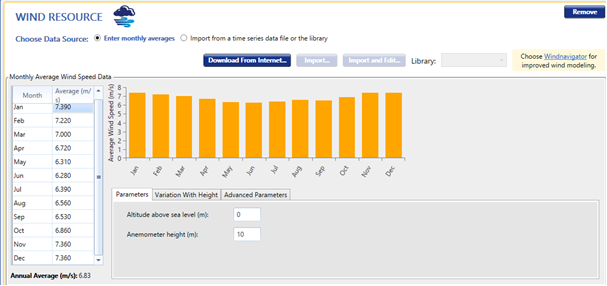 WIND RESOURCE
Remove
Choose Data Source: Enter monthly averages Import from a time series data file or the library
Download From Internet... Import... Import and Edit... Library:
Choose Windnavigator for
improved wind modeling.
Monthly Average Wind Speed Data
Month Average (m/s)
Jan 7.390
Feb 7.220
Mar 7.000
Apr 6.720
May 6.310
Jun 6.280
Jul 6.390
Aug 6.560
Sep 6.530
Oct 6.860
Nov 7.360
Dec 7.360
Annual Average (m/s): 6.83
Average Wind Speed (m/s)
8
7
6
5
4
3
2
1
0
Jan Feb Mar Apr May Jun Jul Aug Sep Oct Nov Dec
Parameters Variation With Height Advanced Parameters
Altitude above sea level (m): 0
Anemometer height (m): 10